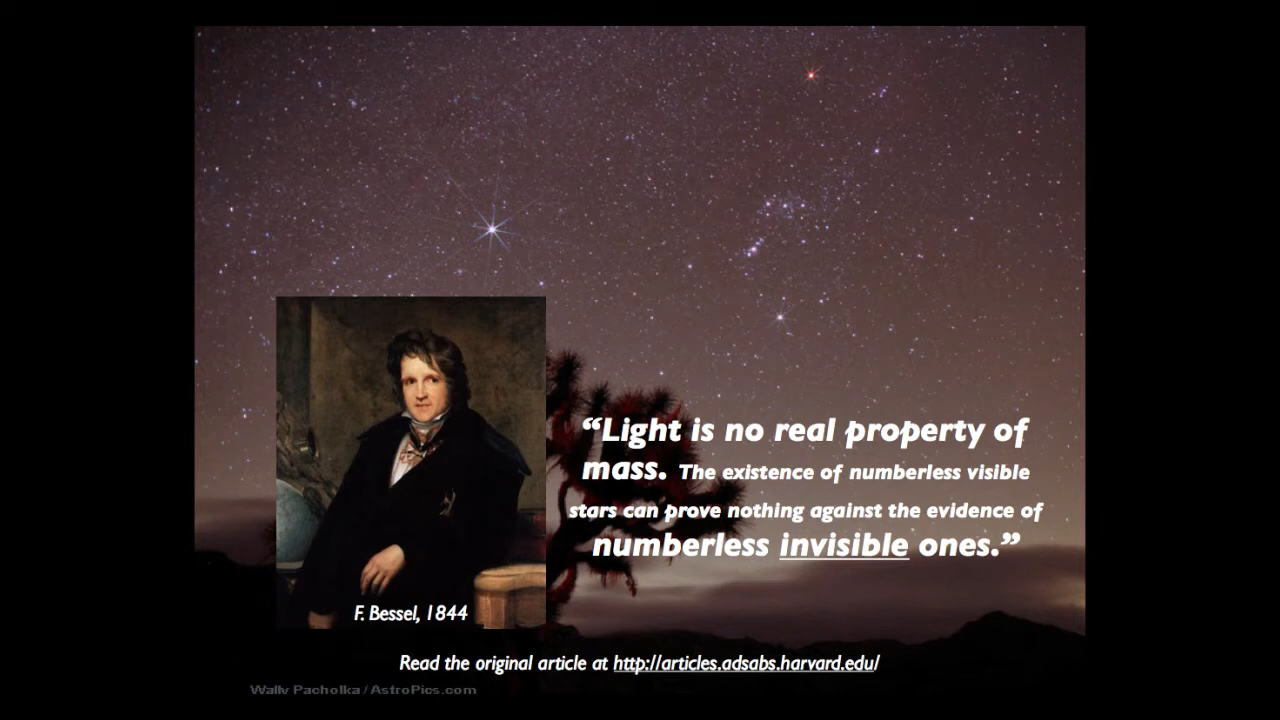 “Light is no real property of
mass. The existence of numberless visible
stars can prove nothing against the evidence of
numberless invisible ones.”
F. Bessel, 1844
Read the original article at http://articles.adsabs.harvard.edu/
Wally Pacholka / AstroPics.com